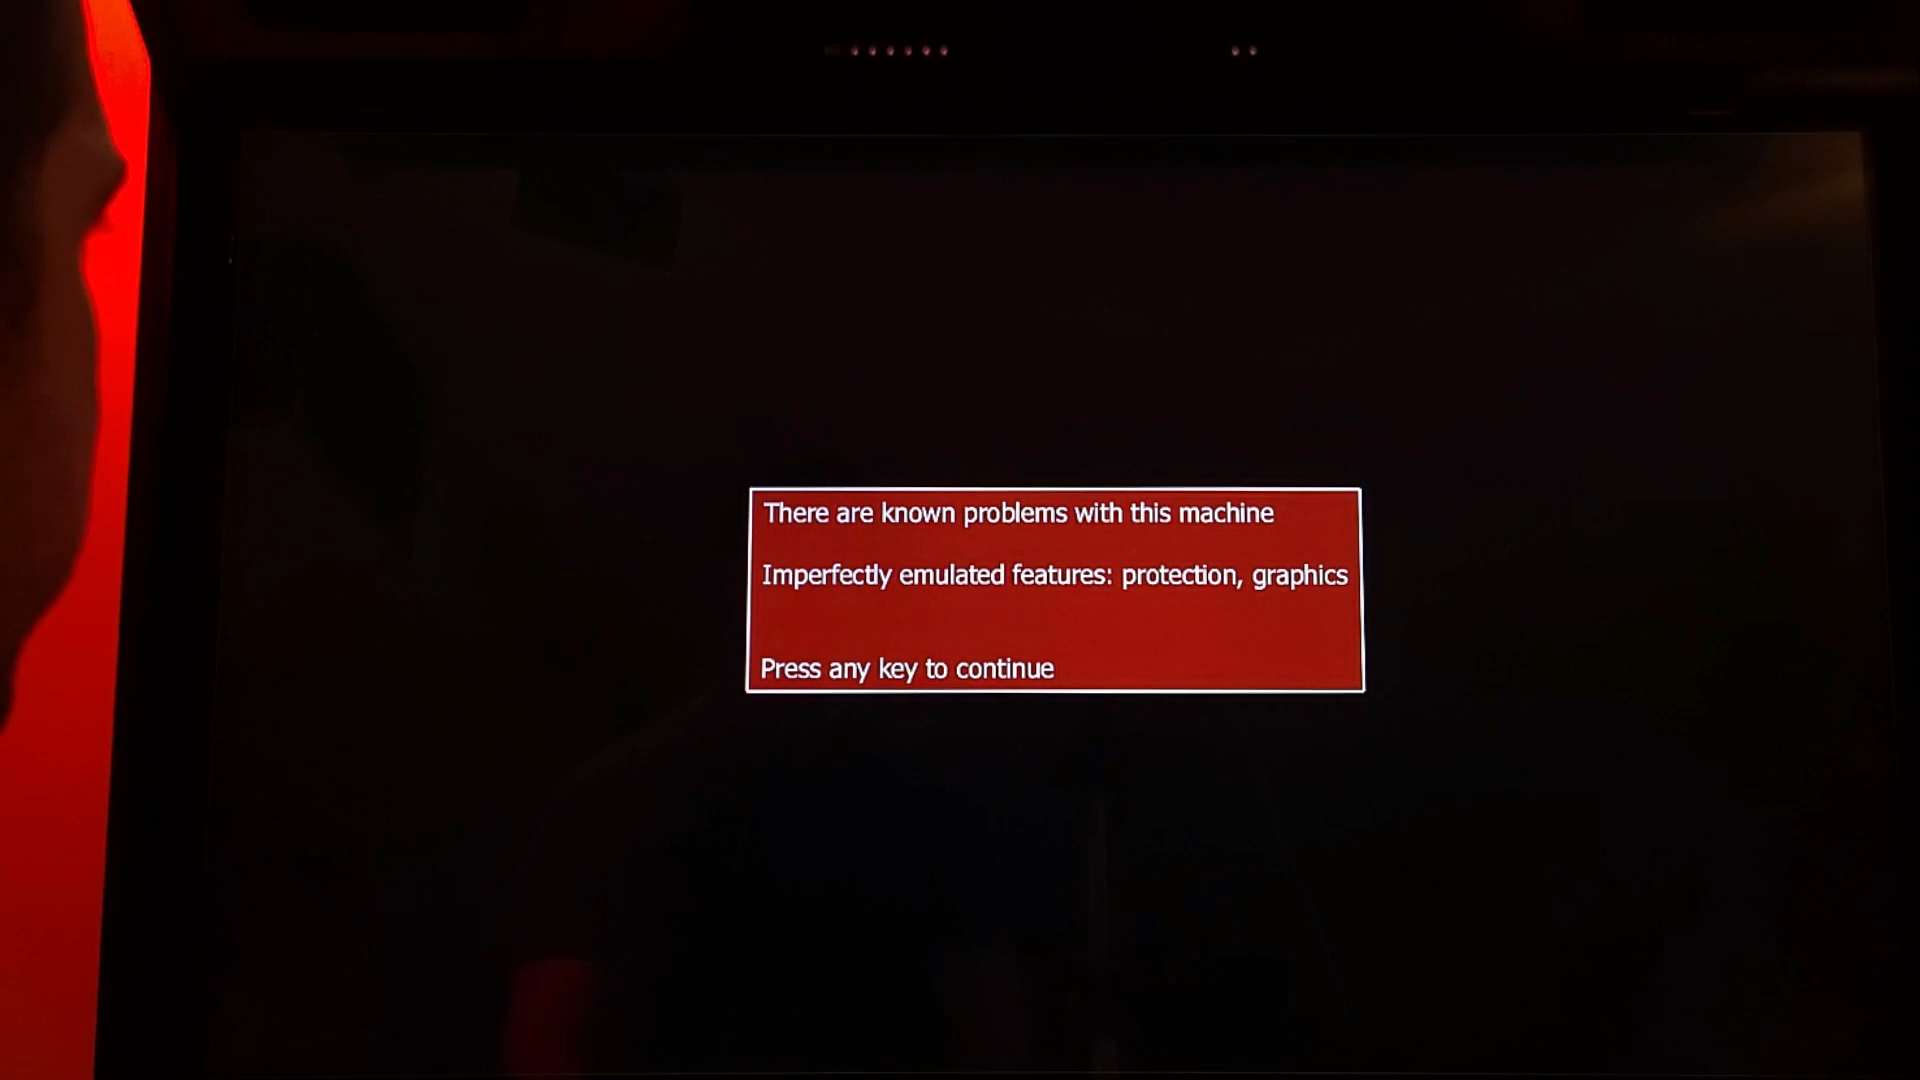 There are known problems with this machine
Imperfectly emulated features: protection, graphics
Press any key to continue